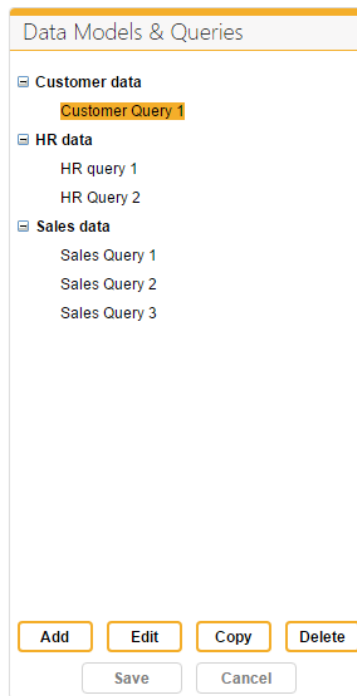 Data Models & Queries
Customer data
Customer Query 1
HR data
HR query 1
HR Query 2
Sales data
Sales Query 1
Sales Query 2
Sales Query 3
Add Edit Copy Delete
Save Cancel